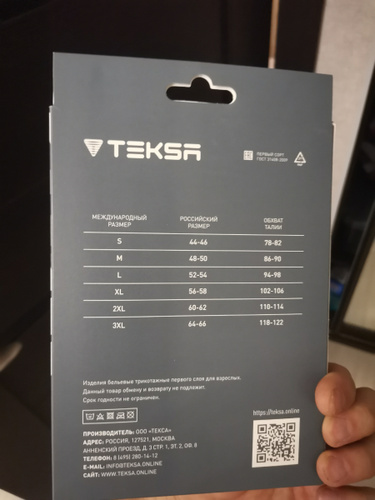 TEKSA
ПЕРВЫЙ СОРТ
ГОСТ 31408-2009
МЕЖДУНАРОДНЫЙ РАЗМЕР
РОССИЙСКИЙ РАЗМЕР
ОБХВАТ ТАЛИИ
S 44-46 78-82
M 48-50 86-90
L 52-54 94-98
XL 56-58 102-106
2XL 60-62 110-114
3XL 64-66 118-122
Изделия бельевые трикотажные первого слоя для взрослых.
Данный товар обмену и возврату не подлежит.
Срок годности не ограничен.
https://teksa.online
ПРОИЗВОДИТЕЛЬ: ООО «ТЕКСА»
АДРЕС: РОССИЯ, 127521, МОСКВА
АННЕНСКИЙ ПРОЕЗД, Д. 3 СТР. 1, ЭТ. 2, ОФ. 8
ТЕЛЕФОН: 8 (495) 280-14-12
E-MAIL: INFO@TEKSA.ONLINE
САЙТ: WWW.TEKSA.ONLINE